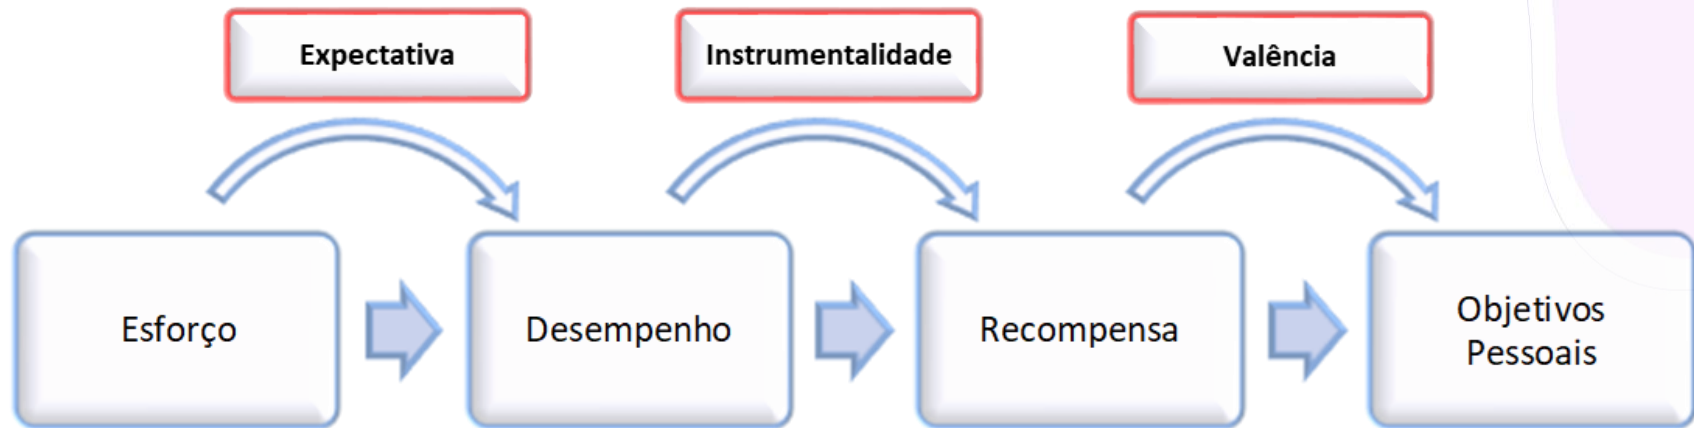 Expectativa
Instrumentalidade
Valência
Esforço
Desempenho
Recompensa
Objetivos
Pessoais